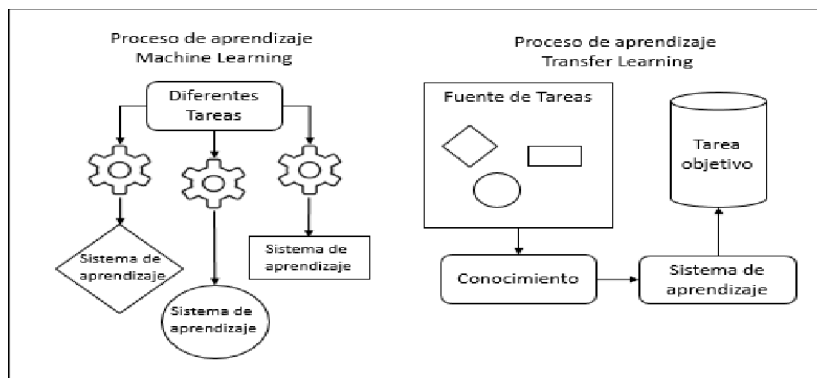 Proceso de aprendizaje
Machine Learning
Diferentes
Tareas
Sistema de
aprendizaje
Sistema de
aprendizaje
Sistema de
aprendizaje
Proceso de aprendizaje
Transfer Learning
Fuente de Tareas
Tarea
objetivo
Conocimiento
Sistema de
aprendizaje